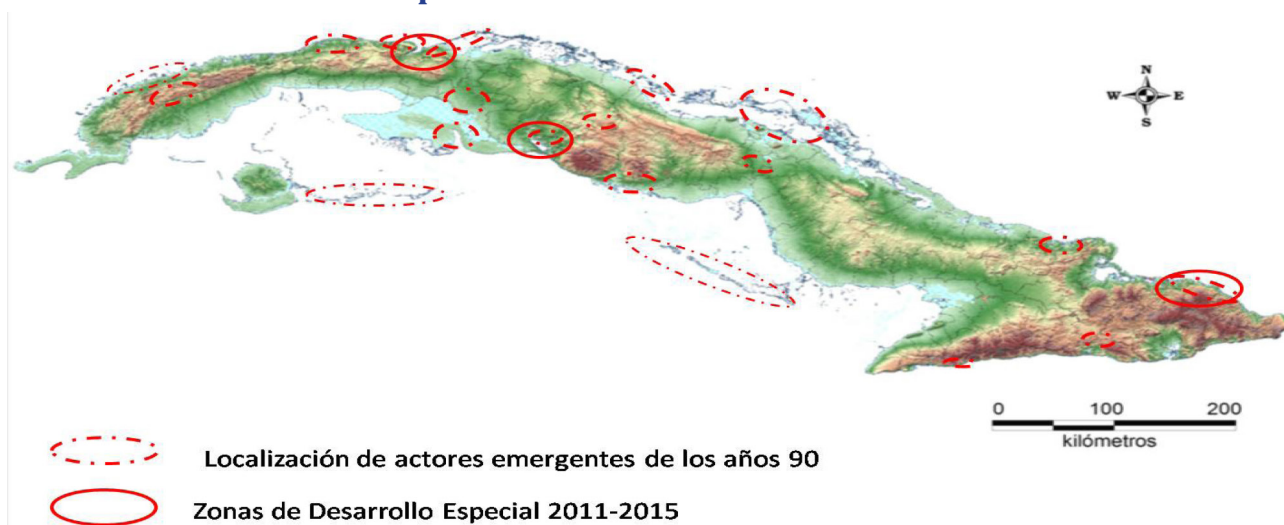 N
W E
S
0 100 200
kilómetros
Localización de actores emergentes de los años 90
Zonas de Desarrollo Especial 2011-2015